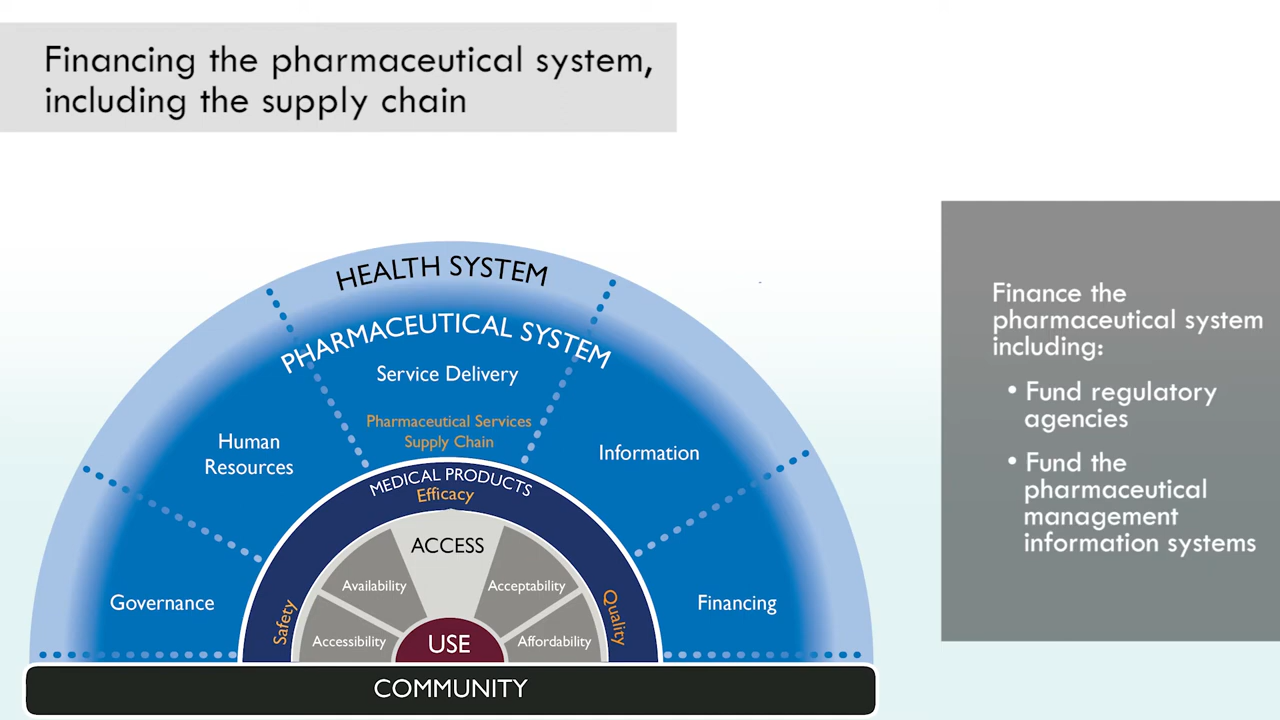 Financing the pharmaceutical system,
including the supply chain
HEALTH SYSTEM
PHARMACEUTICAL SYSTEM
Service Delivery
Pharmaceutical Services
Supply Chain
Human
Resources
Information
Governance
Financing
MEDICAL PRODUCTS
Efficacy
Safety
Quality
ACCESS
Availability
Acceptability
Accessibility
Affordability
USE
COMMUNITY
Finance the
pharmaceutical system
including:
• Fund regulatory
agencies
• Fund the
pharmaceutical
management
information systems